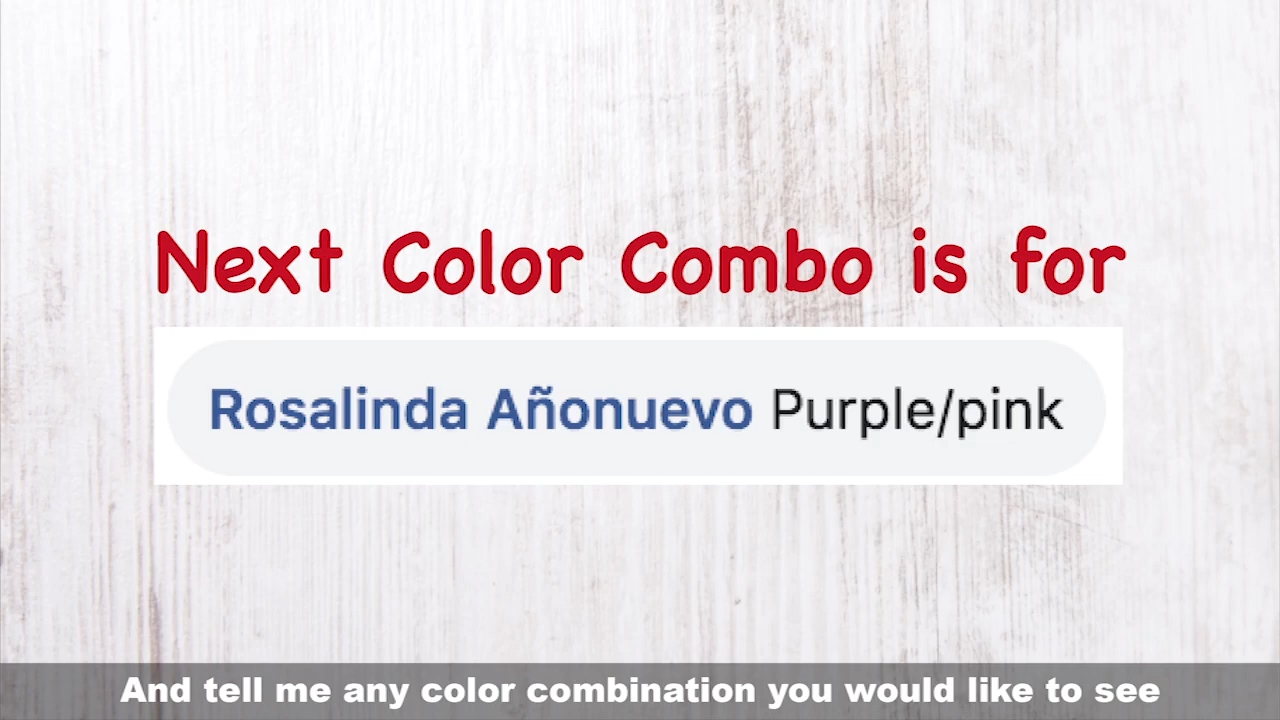 Next Color Combo is for
Rosalinda Añonuevo Purple/pink
And tell me any color combination you would like to see